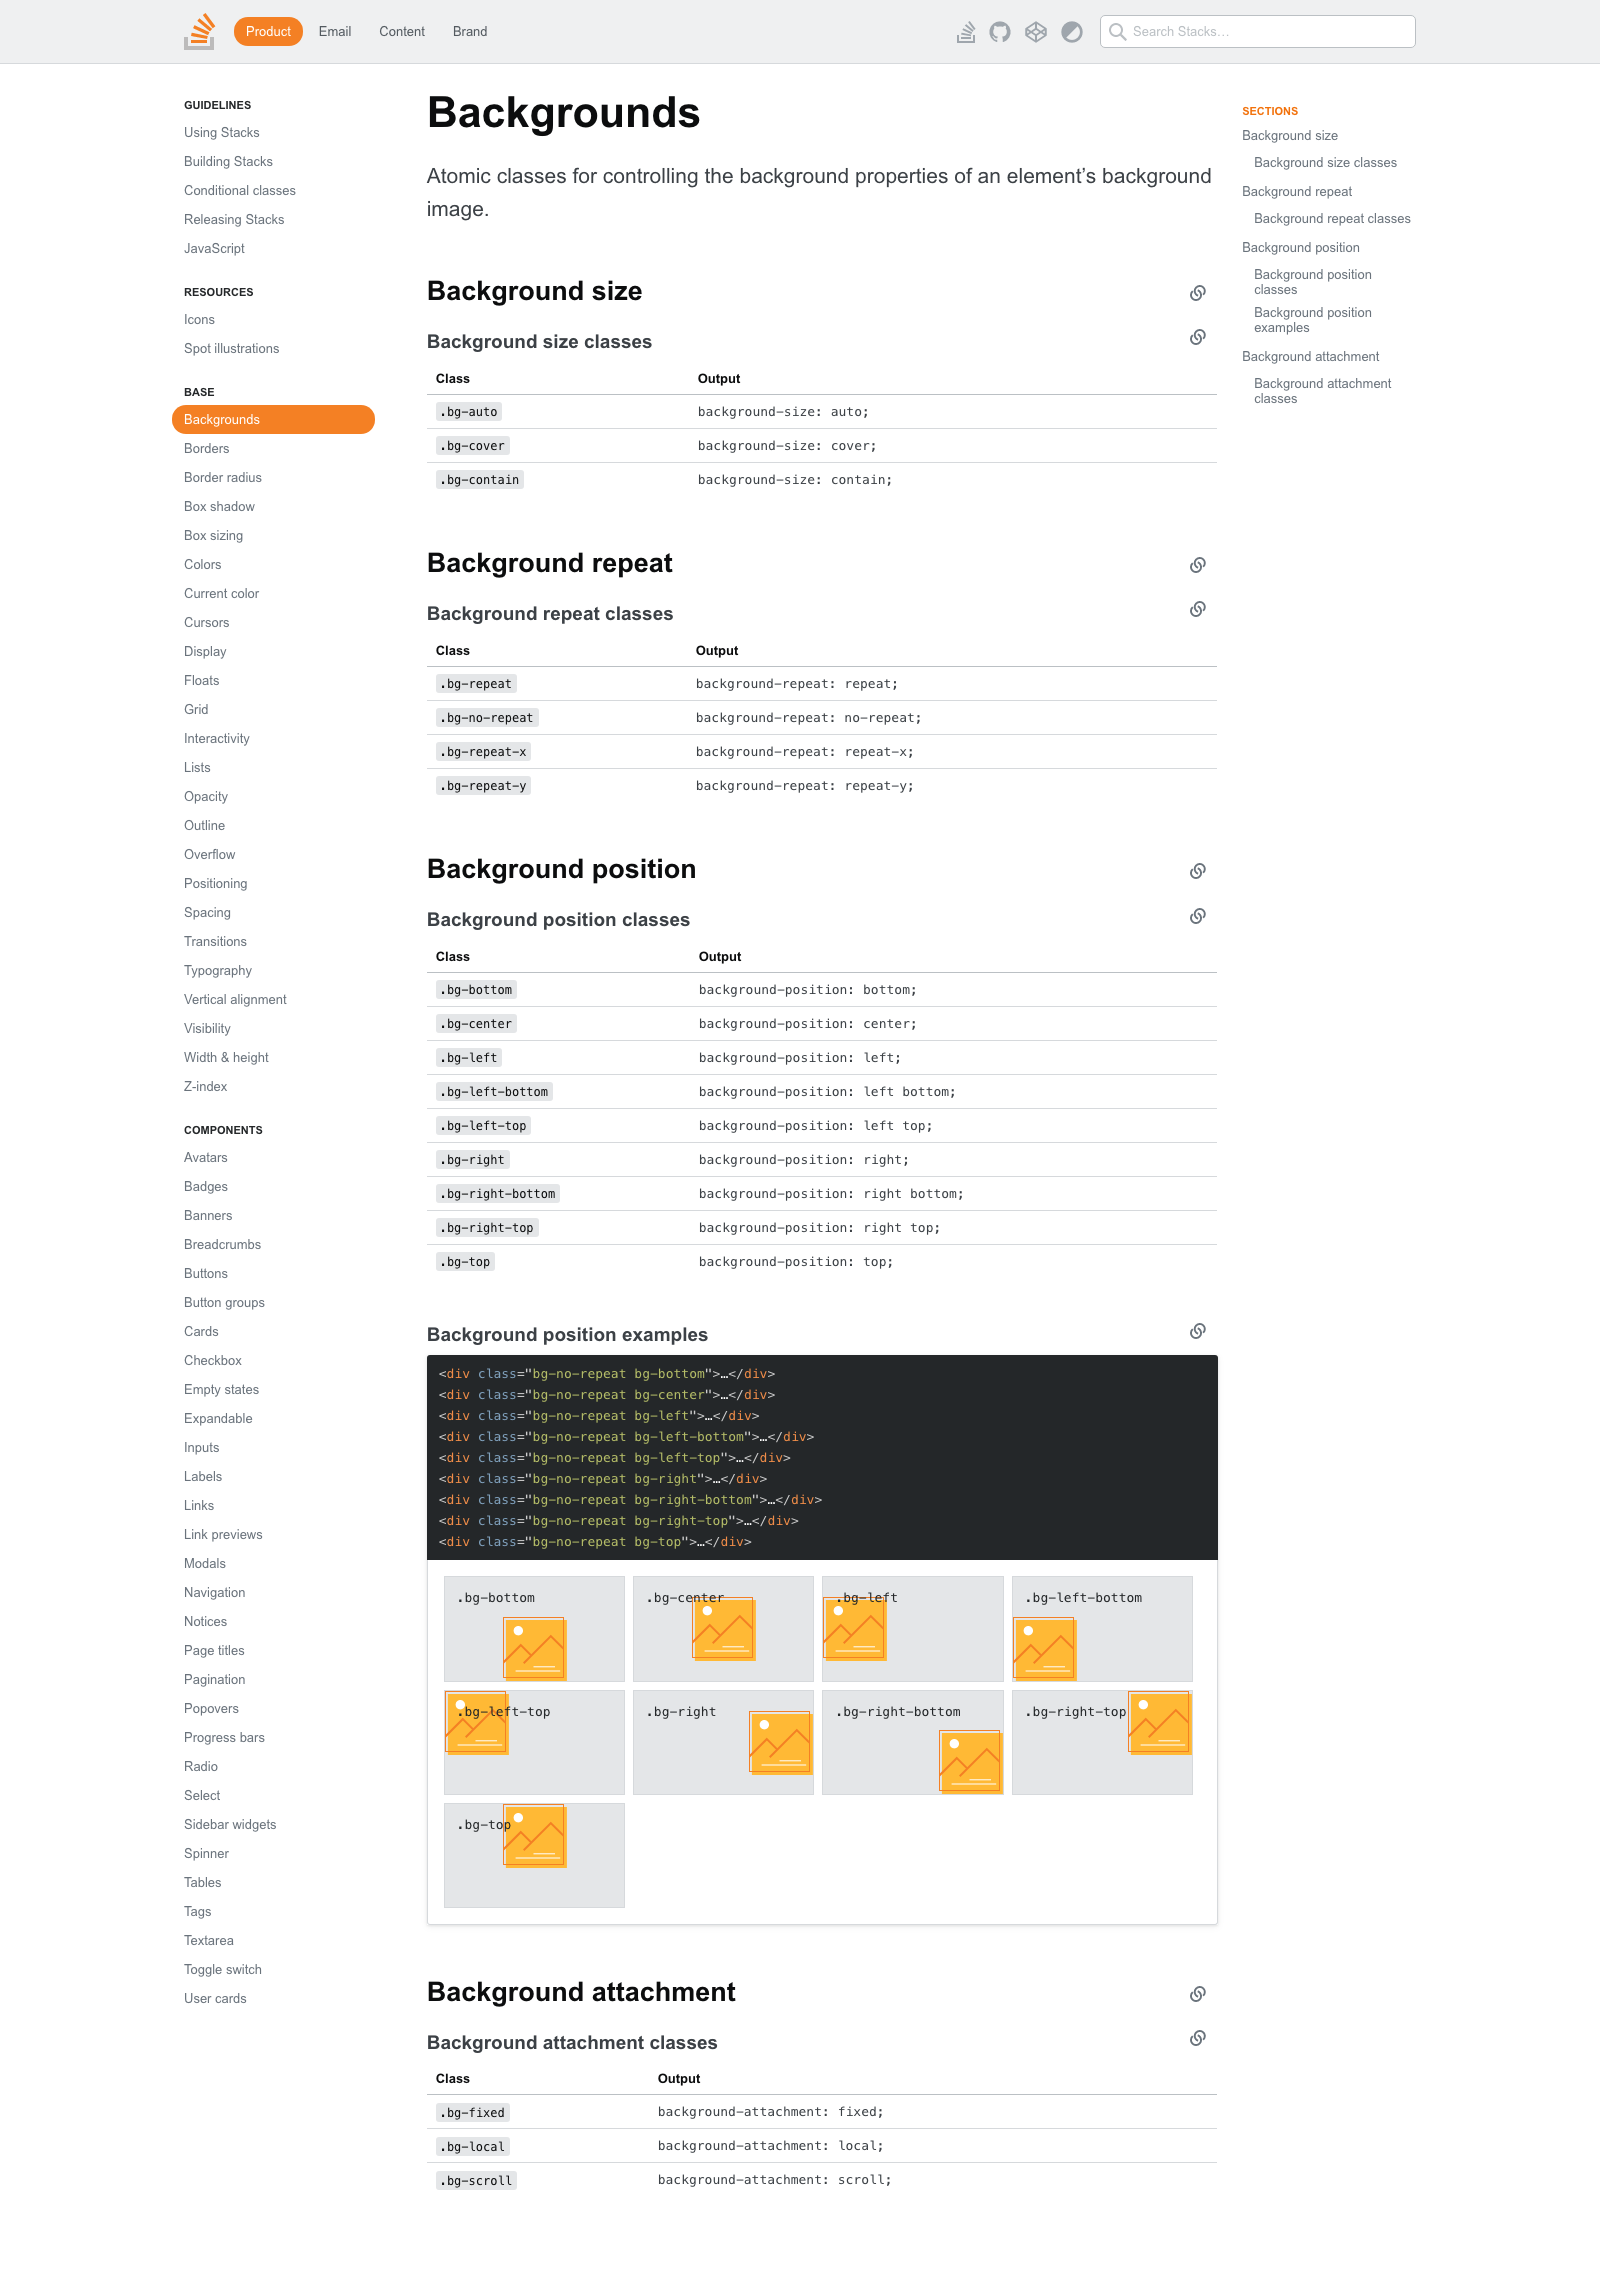 Product
Email
Content
Brand
Search Stacks…
GUIDELINES
Using Stacks
Building Stacks
Conditional classes
Releasing Stacks
JavaScript
RESOURCES
Icons
Spot illustrations
BASE
Backgrounds
Borders
Border radius
Box shadow
Box sizing
Colors
Current color
Cursors
Display
Floats
Grid
Interactivity
Lists
Opacity
Outline
Overflow
Positioning
Spacing
Transitions
Typography
Vertical alignment
Visibility
Width & height
Z-index
COMPONENTS
Avatars
Badges
Banners
Breadcrumbs
Buttons
Button groups
Cards
Checkbox
Empty states
Expandable
Inputs
Labels
Links
Link previews
Modals
Navigation
Notices
Page titles
Pagination
Popovers
Progress bars
Radio
Select
Sidebar widgets
Spinner
Tables
Tags
Textarea
Toggle switch
User cards
Backgrounds
Atomic classes for controlling the background properties of an element’s background
image.
Background size
Background size classes
Class Output
.bg-auto background-size: auto;
.bg-cover background-size: cover;
.bg-contain background-size: contain;
Background repeat
Background repeat classes
Class Output
.bg-repeat background-repeat: repeat;
.bg-no-repeat background-repeat: no-repeat;
.bg-repeat-x background-repeat: repeat-x;
.bg-repeat-y background-repeat: repeat-y;
Background position
Background position classes
Class Output
.bg-bottom background-position: bottom;
.bg-center background-position: center;
.bg-left background-position: left;
.bg-left-bottom background-position: left bottom;
.bg-left-top background-position: left top;
.bg-right background-position: right;
.bg-right-bottom background-position: right bottom;
.bg-right-top background-position: right top;
.bg-top background-position: top;
Background position examples
<div class="bg-no-repeat bg-bottom">…</div>
<div class="bg-no-repeat bg-center">…</div>
<div class="bg-no-repeat bg-left">…</div>
<div class="bg-no-repeat bg-left-bottom">…</div>
<div class="bg-no-repeat bg-left-top">…</div>
<div class="bg-no-repeat bg-right">…</div>
<div class="bg-no-repeat bg-right-bottom">…</div>
<div class="bg-no-repeat bg-right-top">…</div>
<div class="bg-no-repeat bg-top">…</div>
.bg-bottom
.bg-center
.bg-left
.bg-left-bottom
.bg-left-top
.bg-right
.bg-right-bottom
.bg-right-top
.bg-top
Background attachment
Background attachment classes
Class Output
.bg-fixed background-attachment: fixed;
.bg-local background-attachment: local;
.bg-scroll background-attachment: scroll;
SECTIONS
Background size
Background size classes
Background repeat
Background repeat classes
Background position
Background position
classes
Background position
examples
Background attachment
Background attachment
classes